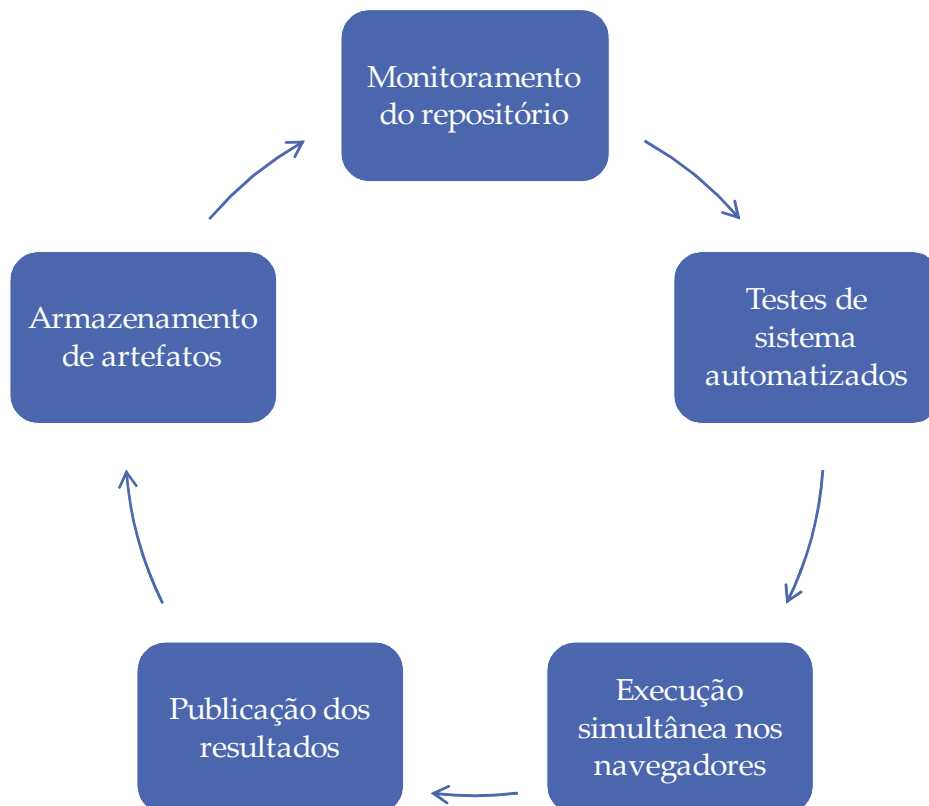 Monitoramento
do repositório
Testes de
sistema
automatizados
Execução
simultânea nos
navegadores
Publicação dos
resultados
Armazenamento
de artefatos